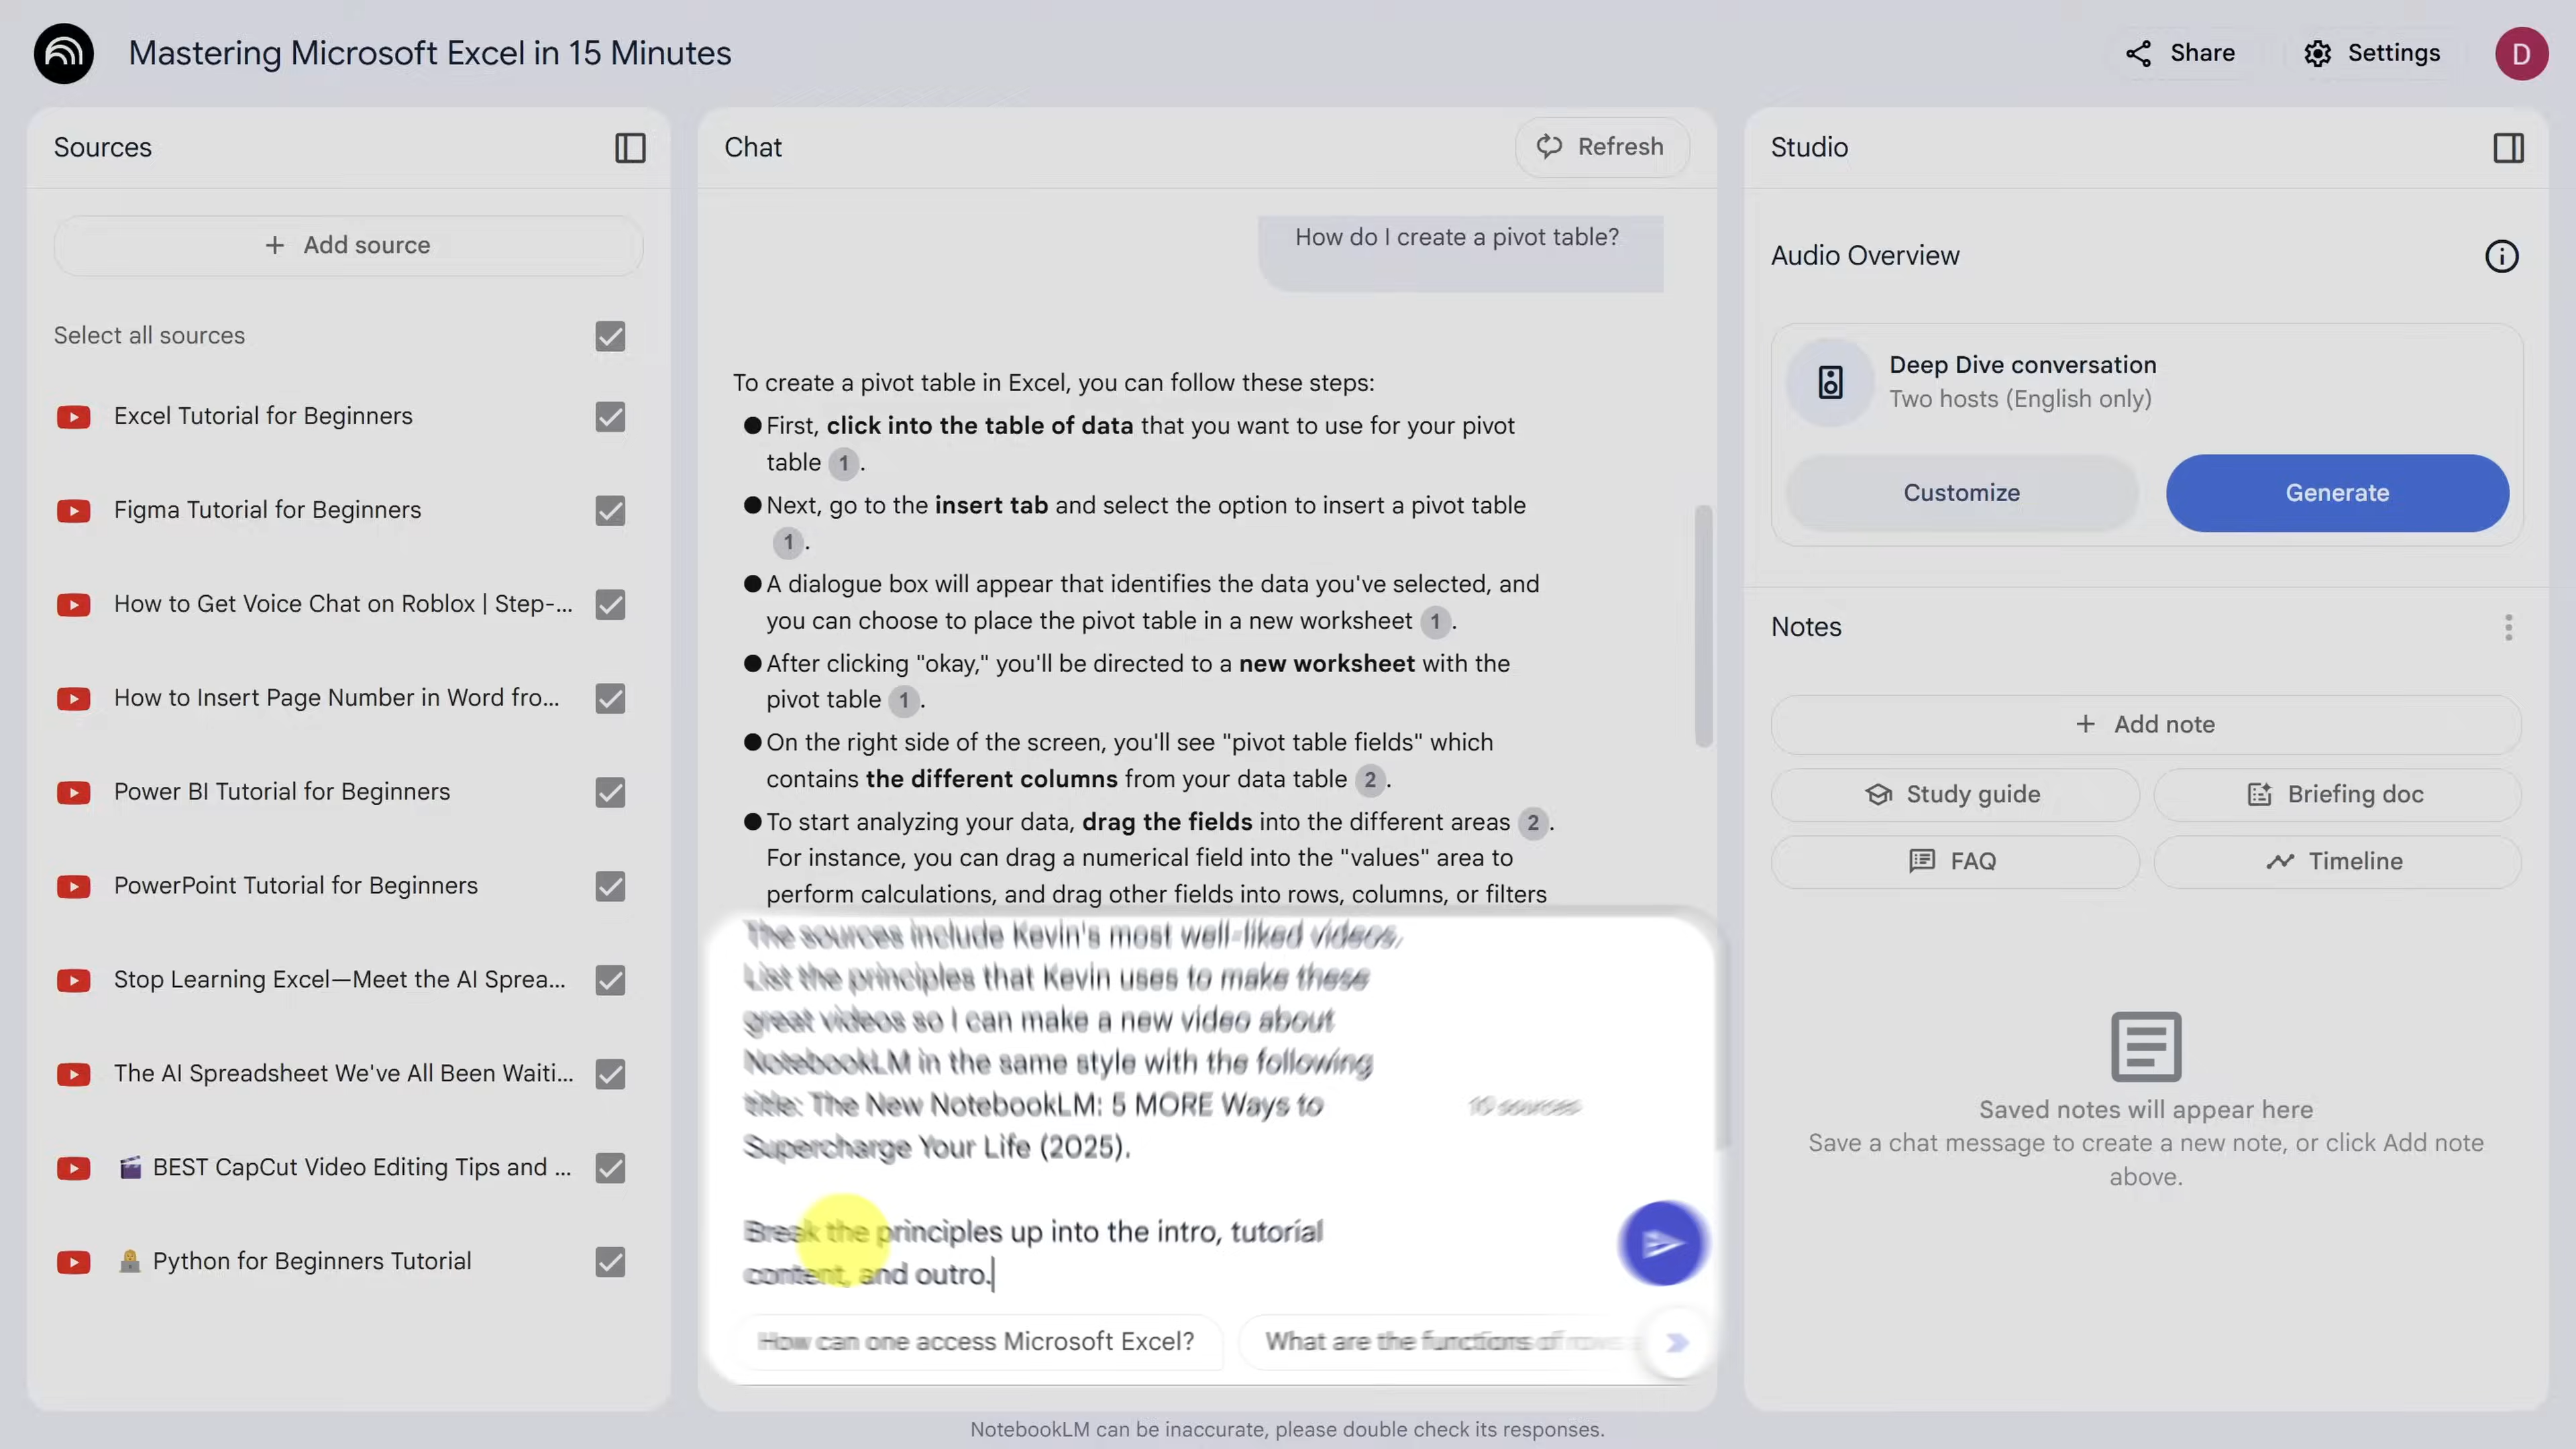 Mastering Microsoft Excel in 15 Minutes
Share
Settings
D
Sources
Add source
Select all sources
Excel Tutorial for Beginners
Figma Tutorial for Beginners
How to Get Voice Chat on Roblox | Step-...
How to Insert Page Number in Word fro...
Power BI Tutorial for Beginners
PowerPoint Tutorial for Beginners
Stop Learning Excel—Meet the AI Sprea...
The AI Spreadsheet We've All Been Waiti...
🎬 BEST CapCut Video Editing Tips and ...
👩‍💻 Python for Beginners Tutorial
Chat
Refresh
How do I create a pivot table?
To create a pivot table in Excel, you can follow these steps:
● First, click into the table of data that you want to use for your pivot
table 1.
● Next, go to the insert tab and select the option to insert a pivot table
1.
● A dialogue box will appear that identifies the data you've selected, and
you can choose to place the pivot table in a new worksheet 1.
● After clicking "okay," you'll be directed to a new worksheet with the
pivot table 1.
● On the right side of the screen, you'll see "pivot table fields" which
contains the different columns from your data table 2.
● To start analyzing your data, drag the fields into the different areas 2.
For instance, you can drag a numerical field into the "values" area to
perform calculations, and drag other fields into rows, columns, or filters
The sources include Kevin's most well-liked videos.
List the principles that Kevin uses to make these
great videos so I can make a new video about
NotebookLM in the same style with the following
title: The New NotebookLM: 5 MORE Ways to
Supercharge Your Life (2025).
10 sources
Break the principles up into the intro, tutorial
content, and outro.
How can one access Microsoft Excel?
What are the functions of rows
NotebookLM can be inaccurate, please double check its responses.
Studio
Audio Overview
Deep Dive conversation
Two hosts (English only)
Customize
Generate
Notes
Add note
Study guide
Briefing doc
FAQ
Timeline
Saved notes will appear here
Save a chat message to create a new note, or click Add note
above.